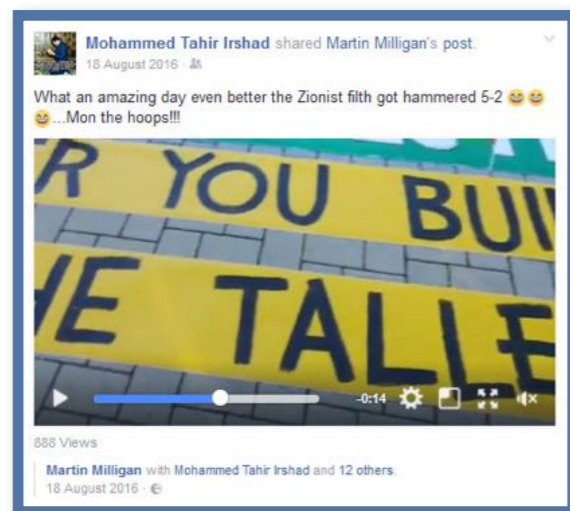 Mohammed Tahir Irshad shared Martin Milligan's post.
18 August 2016
What an amazing day even better the Zionist filth got hammered 5-2 😄 😄
😄...Mon the hoops!!!
R YOU BUI
HE TALLE
-0:14
888 Views
Martin Milligan with Mohammed Tahir Irshad and 12 others.
18 August 2016